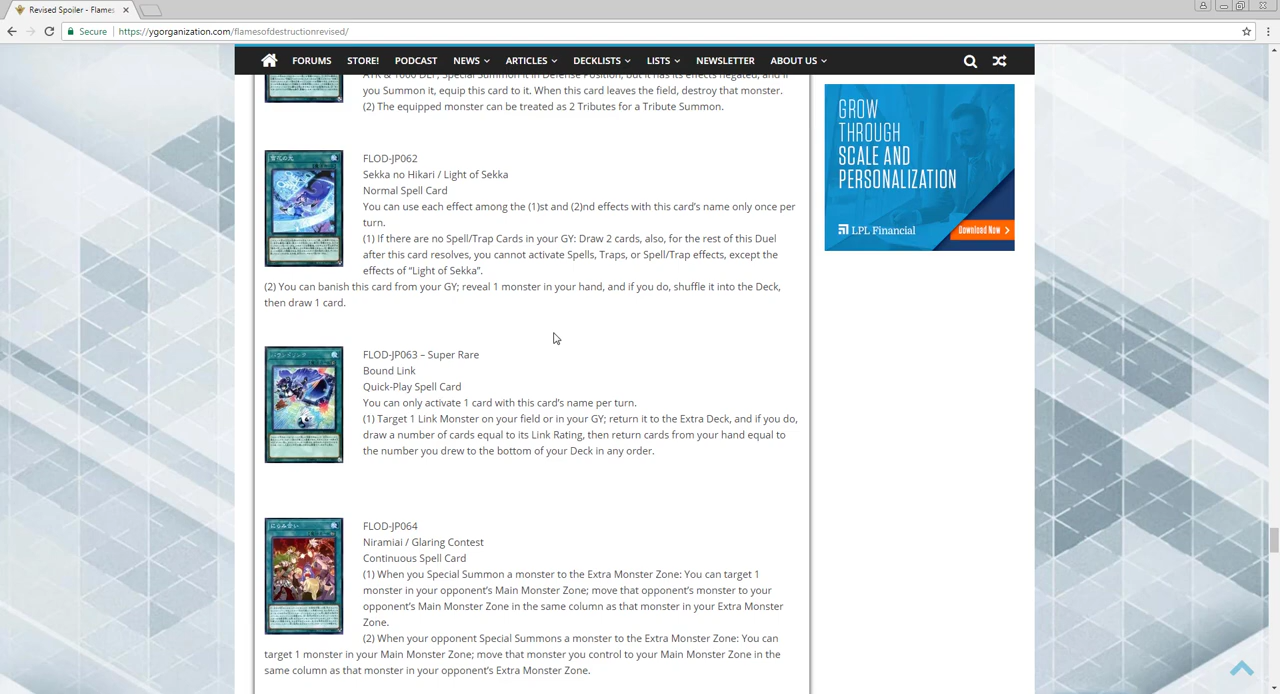 Revised Spoiler - Flames
Secure
https://ygorganization.com/flamesofdestructionrevised/
FORUMS STORE! PODCAST NEWS ARTICLES DECKLISTS LISTS NEWSLETTER ABOUT US
ATK & 1000 DEF, Special Summon it in Defense Position, but it has its effects negated, and if
you Summon it, equip this card to it. When this card leaves the field, destroy that monster.
(2) The equipped monster can be treated as 2 Tributes for a Tribute Summon.
FLOD-JP062
Sekka no Hikari / Light of Sekka
Normal Spell Card
You can use each effect among the (1)st and (2)nd effects with this card's name only once per
turn.
(1) If there are no Spell/Trap Cards in your GY: Draw 2 cards, also, for the rest of this Duel
after this card resolves, you cannot activate Spells, Traps, or Spell/Trap effects, except the
effects of “Light of Sekka”.
(2) You can banish this card from your GY; reveal 1 monster in your hand, and if you do, shuffle it into the Deck,
then draw 1 card.
FLOD-JP063 – Super Rare
Bound Link
Quick-Play Spell Card
You can only activate 1 card with this card's name per turn.
(1) Target 1 Link Monster on your field or in your GY; return it to the Extra Deck, and if you do,
draw a number of cards equal to its Link Rating, then return cards from your hand equal to
the number you drew to the bottom of your Deck in any order.
にらみ合い
FLOD-JP064
Niramiai / Glaring Contest
Continuous Spell Card
(1) When you Special Summon a monster to the Extra Monster Zone: You can target 1
monster in your opponent's Main Monster Zone; move that opponent's monster to your
opponent's Main Monster Zone in the same column as that monster in your Extra Monster
Zone.
(2) When your opponent Special Summons a monster to the Extra Monster Zone: You can
target 1 monster in your Main Monster Zone; move that monster you control to your Main Monster Zone in the
same column as that monster in your opponent's Extra Monster Zone.
GROW
THROUGH
SCALE AND
PERSONALIZATION
LPL Financial
Download Now